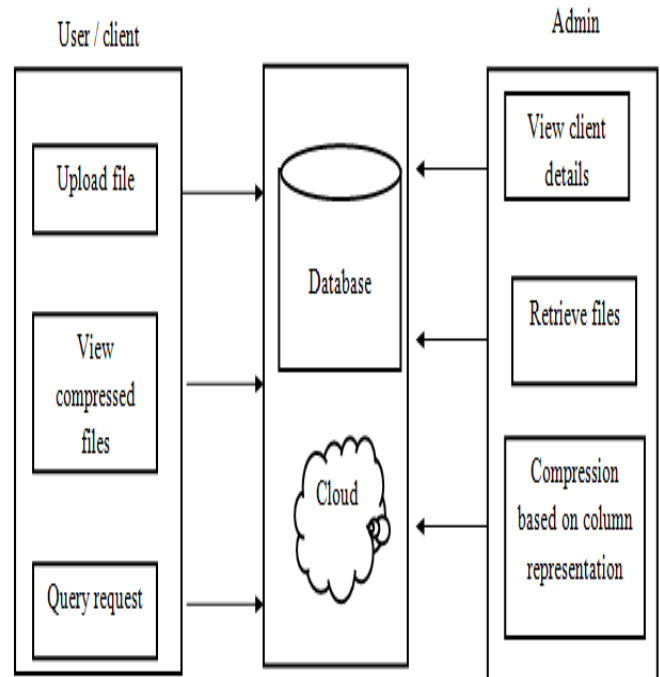 User / client
Upload file
View
compressed
files
Query request
Database
Cloud
Admin
View client
details
Retrieve files
Compression
based on column
representation